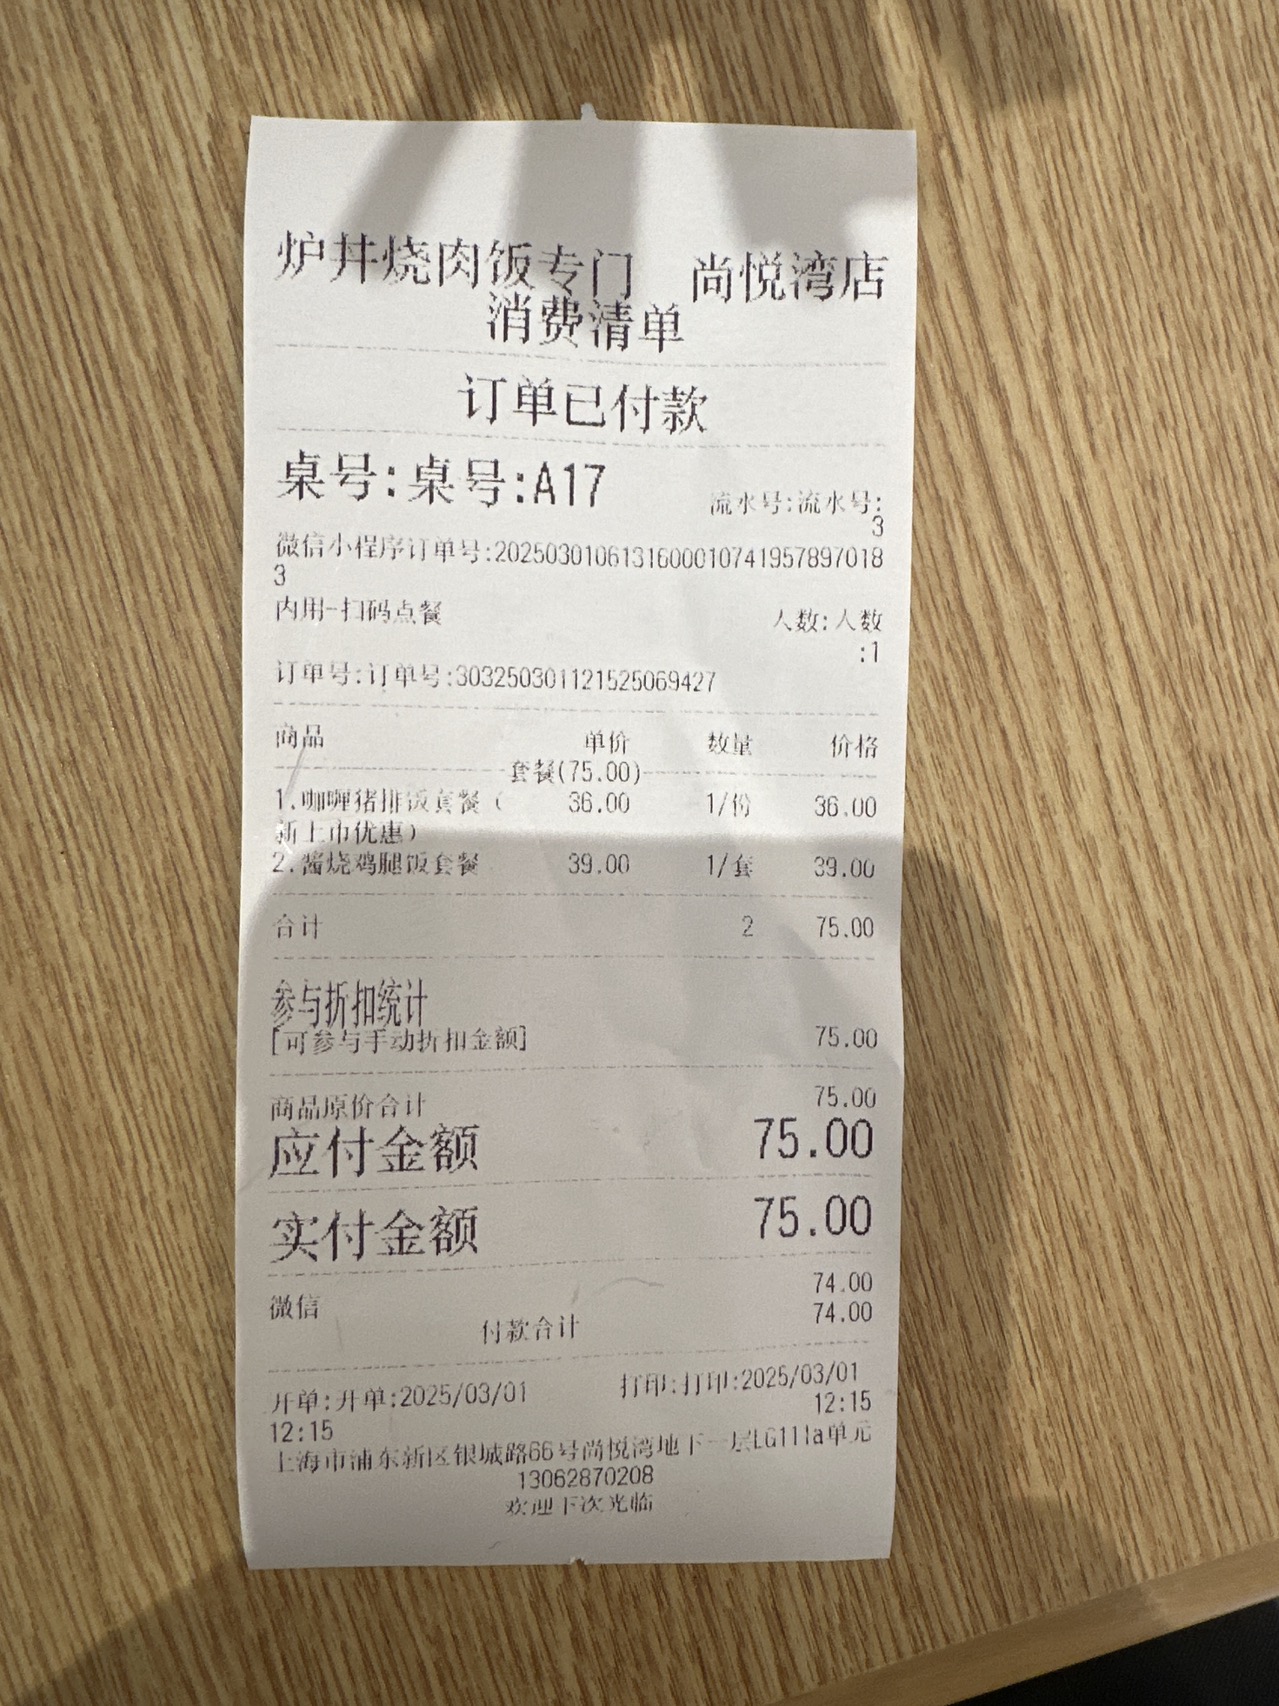 炉丼烧肉饭专门 尚悦湾店
消费清单
订单已付款
桌号:桌号:A17
流水号:流水号:
3
微信小程序订单号:2025030106131600010741957897018
3
内用-扫码点餐
人数:人数
:1
订单号:订单号:303250301121525069427
商品 单价 数量 价格
套餐(75.00)
1.咖喱猪排饭套餐（ 36.00 1/份 36.00
新上市优惠）
2.酱烧鸡腿饭套餐 39.00 1/套 39.00
合计 2 75.00
参与折扣统计
[可参与手动折扣金额] 75.00
商品原价合计 75.00
应付金额 75.00
实付金额 75.00
微信 74.00
付款合计 74.00
开单:开单:2025/03/01 打印:打印:2025/03/01
12:15 12:15
上海市浦东新区银城路66号尚悦湾地下一层LG111a单元
13062870208
欢迎下次光临